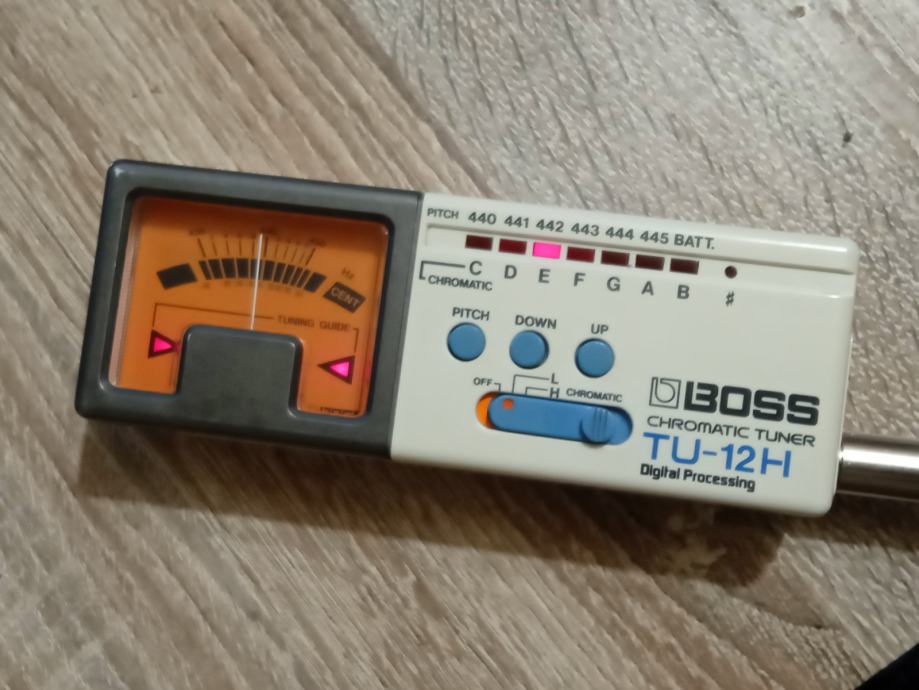 PITCH 440 441 442 443 444 445 BATT.
C D E F G A B ♯
CHROMATIC
PITCH DOWN UP
OFF L
H CHROMATIC
BOSS
CHROMATIC TUNER
TU-12H
Digital Processing
Hz
CENT
TUNING GUIDE